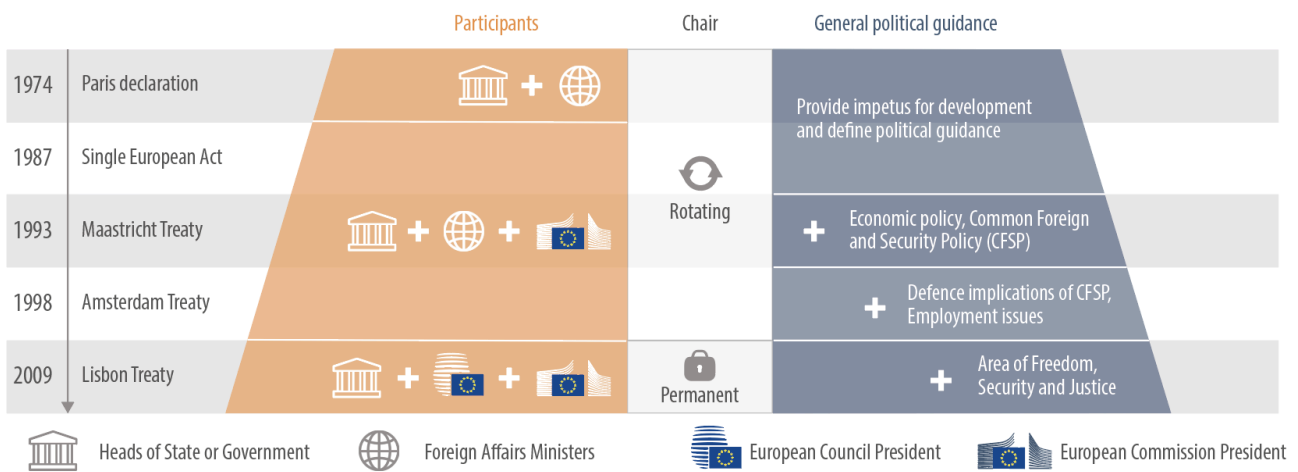 Participants
Chair
General political guidance
1974
Paris declaration
Provide impetus for development
and define political guidance
1987
Single European Act
Rotating
1993
Maastricht Treaty
Economic policy, Common Foreign
and Security Policy (CFSP)
1998
Amsterdam Treaty
Defence implications of CFSP,
Employment issues
2009
Lisbon Treaty
Permanent
Area of Freedom,
Security and Justice
Heads of State or Government
Foreign Affairs Ministers
European Council President
European Commission President